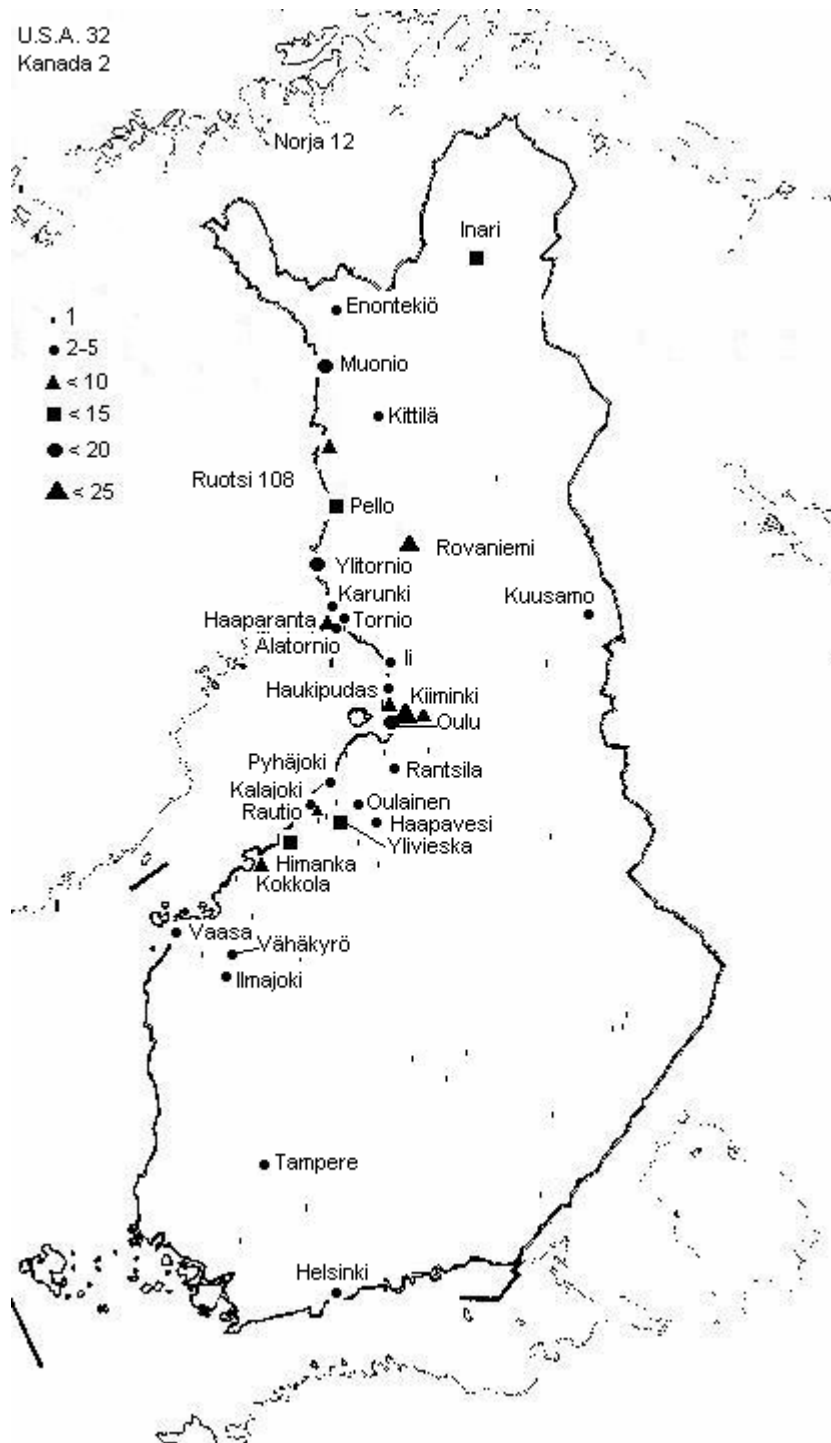 U.S.A. 32
Kanada 2
Norja 12
Inari
Enontekiö
1
2-5
Muonio
< 10
< 15
Kittilä
< 20
Ruotsi 108
< 25
Pello
Rovaniemi
Ylitornio
Karunki
Kuusamo
Haaparanta
Tornio
Alatornio
Ii
Haukipudas
Kiiminki
Oulu
Pyhäjoki
Rantsila
Kalajoki
Oulainen
Rautio
Haapavesi
Ylivieska
Himanka
Kokkola
Vaasa
Vähäkyrö
Ilmajoki
Tampere
Helsinki